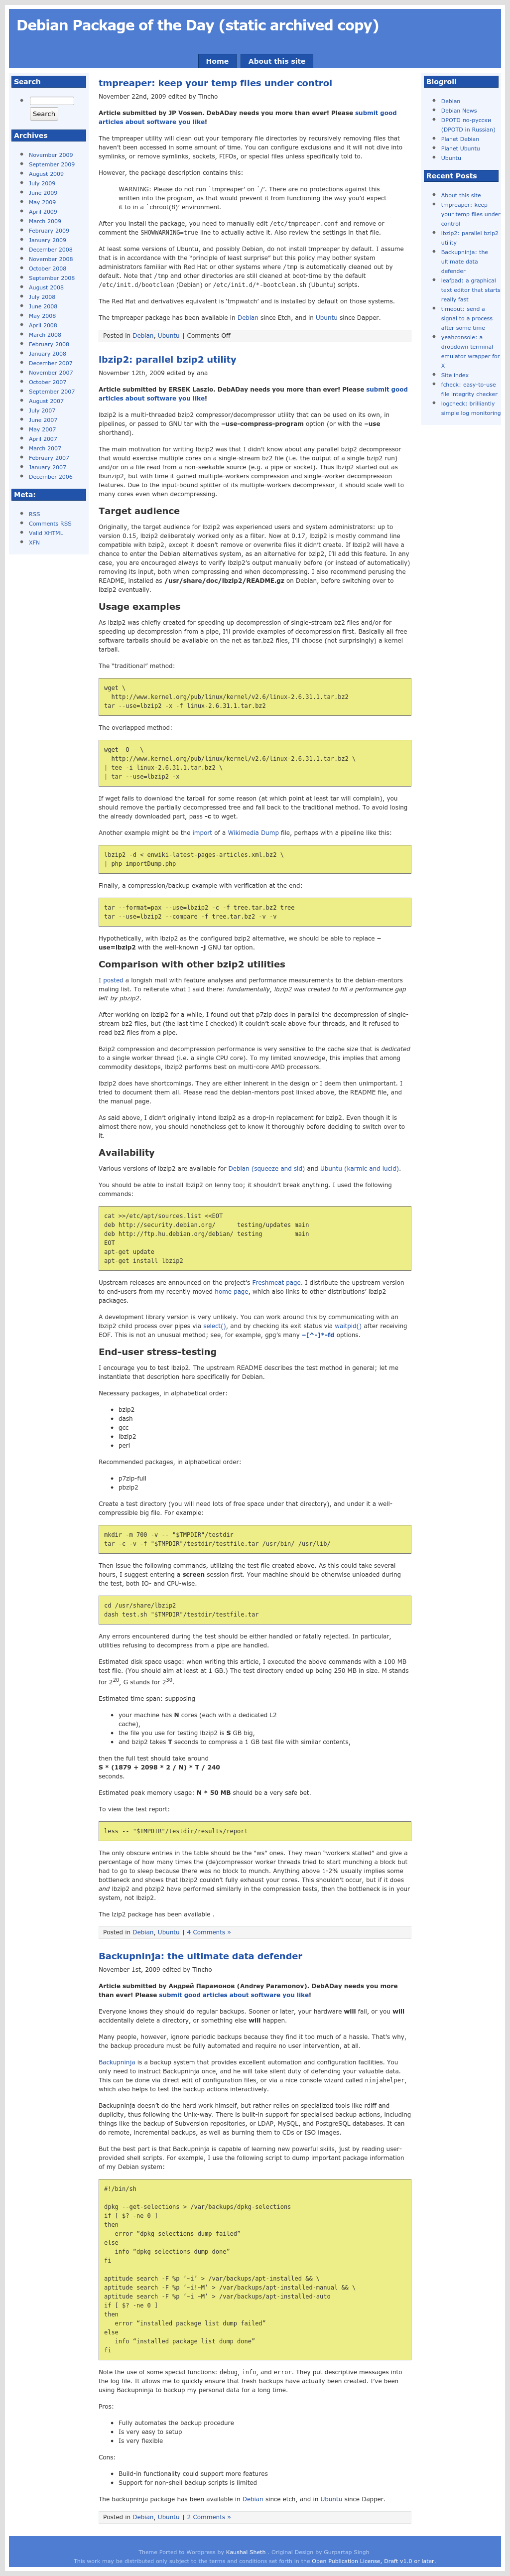 Debian Package of the Day (static archived copy)
Home
About this site
Search
Search
Archives
November 2009
September 2009
August 2009
July 2009
June 2009
May 2009
April 2009
March 2009
February 2009
January 2009
December 2008
November 2008
October 2008
September 2008
August 2008
July 2008
June 2008
May 2008
April 2008
March 2008
February 2008
January 2008
December 2007
November 2007
October 2007
September 2007
August 2007
July 2007
June 2007
May 2007
April 2007
March 2007
February 2007
January 2007
December 2006
Meta:
RSS
Comments RSS
Valid XHTML
XFN
tmpreaper: keep your temp files under control
November 22nd, 2009 edited by Tincho
Article submitted by JP Vossen. DebADay needs you more than ever! Please submit good
articles about software you like!
The tmpreaper utility will clean out your temporary file directories by recursively removing files that
haven't been accessed in a given amount of time. You can set exclusions and it will not dive into
symlinks, or remove symlinks, sockets, FIFOs, or special files unless specifically told to.
However, the package description warns:
WARNING: Please do not run `tmpreaper' on `/'. There are no protections against this
written into the program, as that would prevent it from functioning the way you'd expect
it to in a `chroot(8)' environment.
After you install the package you need to manually edit /etc/tmpreaper.conf and remove or
comment the SHOWWARNING=true line to actually activate it. Also review the settings in that file.
At least some versions of Ubuntu, and possibly Debian, do not install tmpreaper by default. I assume
that is in order to comply with the "principle of least surprise" where a user or new system
administrator not familiar with UNIX or Linux systems where it is installed by default may be quite
dismayed to find that temporary directories such as /tmp or /var/tmp are automatically cleaned by
default. Note that /tmp and other directories are still cleaned at boot time by the default
/etc/init.d/bootclean (Debian) or /etc/init.d/*-bootclean.sh (Ubuntu) scripts.
The Red Hat derivatives call this 'tmpwatch' and it is installed and active by default on those systems.
The tmpreaper package has been available in Debian since Etch, and in Ubuntu since Dapper.
Posted in Debian, Ubuntu | Comments Off
lbzip2: parallel bzip2 utility
November 12th, 2009 edited by ana
Article submitted by ERSEK Laszlo. DebADay needs you more than ever! Please submit good
articles about software you like!
lbzip2 is a multi-threaded bzip2 compressor/decompressor utility that can be used on its own, in
pipelines, or passed to GNU tar with the --use-compress-program option (or with the --use
shorthand).
The main motivation for writing lbzip2 was that I didn't know about any parallel bzip2 decompressor
that would exercise multiple cores on a single-stream bz2 file (i.e. the output of a single bzip2 run)
and/or on a file read from a non-seekable source (e.g. a pipe or socket). Thus lbzip2 started out as
lbunzip2, but with time it gained multiple-workers compression and single-worker decompression
features. Due to the input-bound splitter of its multiple-workers decompressor, it should scale well to
many cores even when decompressing.
Target audience
Originally, the target audience for lbzip2 was experienced users and system administrators: up to
version 0.15, lbzip2 deliberately worked only as a filter. Now at 0.17, lbzip2 is mostly command line
compatible with bzip2, except it doesn't remove or overwrite files it didn't create. If lbzip2 will have a
chance to enter the Debian alternatives system, as an alternative for bzip2, I'll add this feature. In any
case, you are encouraged to always verify bzip2's output manually before (or instead of automatically)
removing its input, both when compressing and when decompressing. I also recommend perusing the
README, installed as /usr/share/doc/lbzip2/README.gz on Debian, before switching over to
lbzip2 eventually.
Usage examples
As lbzip2 was chiefly created for speeding up decompression of single-stream bz2 files and/or for
speeding up decompression from a pipe, I'll provide examples for decompression first. Basically all free
software tarballs should be available on the net as tar.bz2 files, I'll choose (not surprisingly) a kernel
tarball.
The "traditional" method:
wget \
http://www.kernel.org/pub/linux/kernel/v2.6/linux-2.6.31.1.tar.bz2
tar --use=lbzip2 -x -f linux-2.6.31.1.tar.bz2
The overlapped method:
wget -O - \
http://www.kernel.org/pub/linux/kernel/v2.6/linux-2.6.31.1.tar.bz2 \
| tee -i linux-2.6.31.1.tar.bz2 \
| tar --use=lbzip2 -x
If wget fails to download the tarball for some reason (at which point at least tar will complain), you
should remove the partially decompressed tree and fall back to the traditional method. To avoid losing
the already downloaded part, pass -c to wget.
Another example might be the import of a Wikimedia Dump file, perhaps with a pipeline like this:
lbzip2 -d < enwiki-latest-pages-articles.xml.bz2 \
| php importDump.php
Finally, a compression/backup example with verification at the end:
tar --format=pax --use=lbzip2 -c -f tree.tar.bz2 tree
tar --use=lbzip2 --compare -f tree.tar.bz2 -v -v
Hypothetically, with lbzip2 as the configured bzip2 alternative, we should be able to replace --
use=lbzip2 with the well-known -j GNU tar option.
Comparison with other bzip2 utilities
I posted a longish mail with feature analyses and performance measurements to the debian-mentors
maling list. To reiterate what I said there: fundamentally, lbzip2 was created to fill a performance gap
left by pbzip2.
After working on lbzip2 for a while, I found out that p7zip does in parallel the decompression of single-
stream bz2 files, but (the last time I checked) it couldn't scale above four threads, and it refused to
read bz2 files from a pipe.
Bzip2 compression and decompression performance is very sensitive to the cache size that is dedicated
to a single worker thread (i.e. a single CPU core). To my limited knowledge, this implies that among
commodity desktops, lbzip2 performs best on multi-core AMD processors.
lbzip2 does have shortcomings. They are either inherent in the design or I deem them unimportant. I
tried to document them all. Please read the debian-mentors post linked above, the README file, and
the manual page.
As said above, I didn't originally intend lbzip2 as a drop-in replacement for bzip2. Even though it is
almost there now, you should nonetheless get to know it thoroughly before deciding to switch over to
it.
Availability
Various versions of lbzip2 are available for Debian (squeeze and sid) and Ubuntu (karmic and lucid).
You should be able to install lbzip2 on lenny too; it shouldn't break anything. I used the following
commands:
cat >>/etc/apt/sources.list <<EOT
deb http://security.debian.org/ testing/updates main
deb http://ftp.hu.debian.org/debian/ testing main
EOT
apt-get update
apt-get install lbzip2
Upstream releases are announced on the project's Freshmeat page. I distribute the upstream version
to end-users from my recently moved home page, which also links to other distributions' lbzip2
packages.
A development library version is very unlikely. You can work around this by communicating with an
lbzip2 child process over pipes via select(), and by checking its exit status via waitpid() after receiving
EOF. This is not an unusual method; see, for example, gpg's many --[^-]*-fd options.
End-user stress-testing
I encourage you to test lbzip2. The upstream README describes the test method in general; let me
instantiate that description here specifically for Debian.
Necessary packages, in alphabetical order:
bzip2
dash
gcc
lbzip2
perl
Recommended packages, in alphabetical order:
p7zip-full
pbzip2
Create a test directory (you will need lots of free space under that directory), and under it a well-
compressible big file. For example:
mkdir -m 700 -v -- "$TMPDIR"/testdir
tar -c -v -f "$TMPDIR"/testdir/testfile.tar /usr/bin/ /usr/lib/
Then issue the following commands, utilizing the test file created above. As this could take several
hours, I suggest entering a screen session first. Your machine should be otherwise unloaded during
the test, both IO- and CPU-wise.
cd /usr/share/lbzip2
dash test.sh "$TMPDIR"/testdir/testfile.tar
Any errors encountered during the test should be either handled or fatally rejected. In particular,
utilities refusing to decompress from a pipe are handled.
Estimated disk space usage: when writing this article, I executed the above commands with a 100 MB
test file. (You should aim at least at 1 GB.) The test directory ended up being 250 MB in size. M stands
for 2^20, G stands for 2^30.
Estimated time span: supposing
your machine has N cores (each with a dedicated L2
cache),
the file you use for testing lbzip2 is S GB big,
and bzip2 takes T seconds to compress a 1 GB test file with similar contents,
then the full test should take around
S * (1879 + 2098 * 2 / N) * T / 240
seconds.
Estimated peak memory usage: N * 50 MB should be a very safe bet.
To view the test report:
less -- "$TMPDIR"/testdir/results/report
The only obscure entries in the table should be the "ws" ones. They mean "workers stalled" and give a
percentage of how many times the (de)compressor worker threads tried to start munching a block but
had to go to sleep because there was no block to munch. Anything above 1-2% usually implies some
bottleneck and shows that lbzip2 couldn't fully exhaust your cores. This shouldn't occur, but if it does
and lbzip2 and pbzip2 have performed similarly in the compression tests, then the bottleneck is in your
system, not lbzip2.
The lzip2 package has been available .
Posted in Debian, Ubuntu | 4 Comments »
Backupninja: the ultimate data defender
November 1st, 2009 edited by Tincho
Article submitted by Андрей Парамонов (Andrey Paramonov). DebADay needs you more
than ever! Please submit good articles about software you like!
Everyone knows they should do regular backups. Sooner or later, your hardware will fail, or you will
accidentally delete a directory, or something else will happen.
Many people, however, ignore periodic backups because they find it too much of a hassle. That's why,
the backup procedure must be fully automated and require no user intervention, at all.
Backupninja is a backup system that provides excellent automation and configuration facilities. You
only need to instruct Backupninja once, and he will take silent duty of defending your valuable data.
This can be done via direct edit of configuration files, or via a nice console wizard called ninjahelper,
which also helps to test the backup actions interactively.
Backupninja doesn't do the hard work himself, but rather relies on specialized tools like rdiff and
duplicity, thus following the Unix-way. There is built-in support for specialised backup actions, including
things like the backup of Subversion repositories, or LDAP, MySQL, and PostgreSQL databases. It can
do remote, incremental backups, as well as burning them to CDs or ISO images.
But the best part is that Backupninja is capable of learning new powerful skills, just by reading user-
provided shell scripts. For example, I use the following script to dump important package information
of my Debian system:
#!/bin/sh
dpkg --get-selections > /var/backups/dpkg-selections
if [ $? -ne 0 ]
then
error "dpkg selections dump failed"
else
info "dpkg selections dump done"
fi
aptitude search -F %p '~i' > /var/backups/apt-installed && \
aptitude search -F %p '~i!~M' > /var/backups/apt-installed-manual && \
aptitude search -F %p '~i ~M' > /var/backups/apt-installed-auto
if [ $? -ne 0 ]
then
error "installed package list dump failed"
else
info "installed package list dump done"
fi
Note the use of some special functions: debug, info, and error. They put descriptive messages into
the log file. It allows me to quickly ensure that fresh backups have actually been created. I've been
using Backupninja to backup my personal data for a long time.
Pros:
Fully automates the backup procedure
Is very easy to setup
Is very flexible
Cons:
Build-in functionality could support more features
Support for non-shell backup scripts is limited
The backupninja package has been available in Debian since etch, and in Ubuntu since Dapper.
Posted in Debian, Ubuntu | 2 Comments »
Blogroll
Debian
Debian News
DPOTD по-русски
(DPOTD in Russian)
Planet Debian
Planet Ubuntu
Ubuntu
Recent Posts
About this site
tmpreaper: keep
your temp files under
control
lbzip2: parallel bzip2
utility
Backupninja: the
ultimate data
defender
leafpad: a graphical
text editor that starts
really fast
timeout: send a
signal to a process
after some time
yeahconsole: a
dropdown terminal
emulator wrapper for
X
Site index
fcheck: easy-to-use
file integrity checker
logcheck: brilliantly
simple log monitoring
Theme Ported to Wordpress by Kaushal Sheth . Original Design by Gurpartap Singh
This work may be distributed only subject to the terms and conditions set forth in the Open Publication License, Draft v1.0 or later.